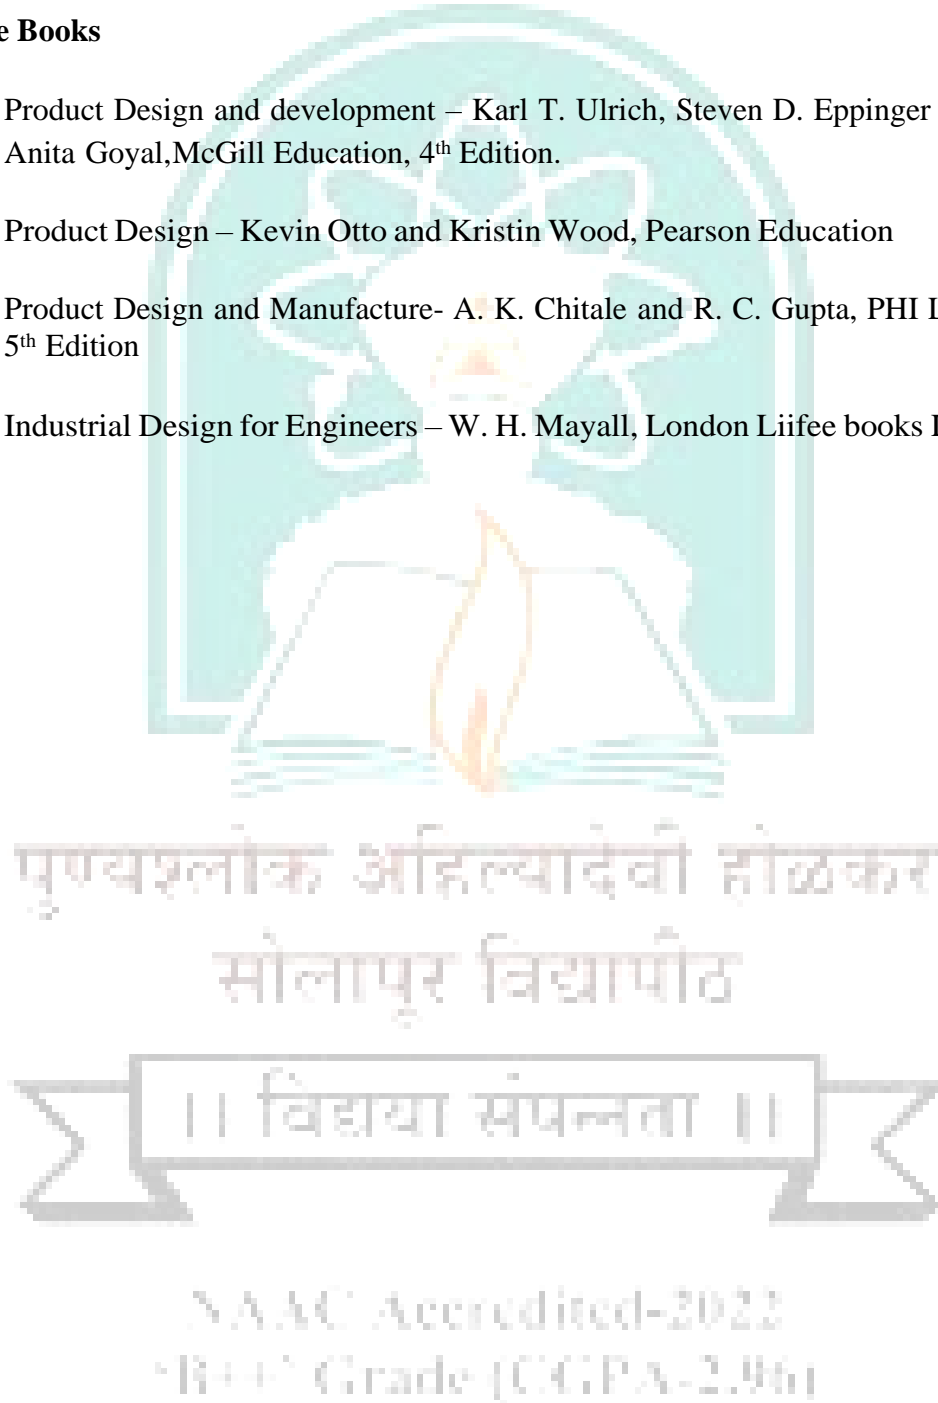 e Books
Product Design and development – Karl T. Ulrich, Steven D. Eppinger
Anita Goyal,McGill Education, 4th Edition.
Product Design – Kevin Otto and Kristin Wood, Pearson Education
Product Design and Manufacture- A. K. Chitale and R. C. Gupta, PHI L
5th Edition
Industrial Design for Engineers – W. H. Mayall, London Liifee books
पुण्यश्लोक अहिल्यादेवी होळकर
सोलापूर विद्यापीठ
।। विद्यया संपन्नता ।।
NAAC Accredited-2022
'B++' Grade (CGPA-2.96)